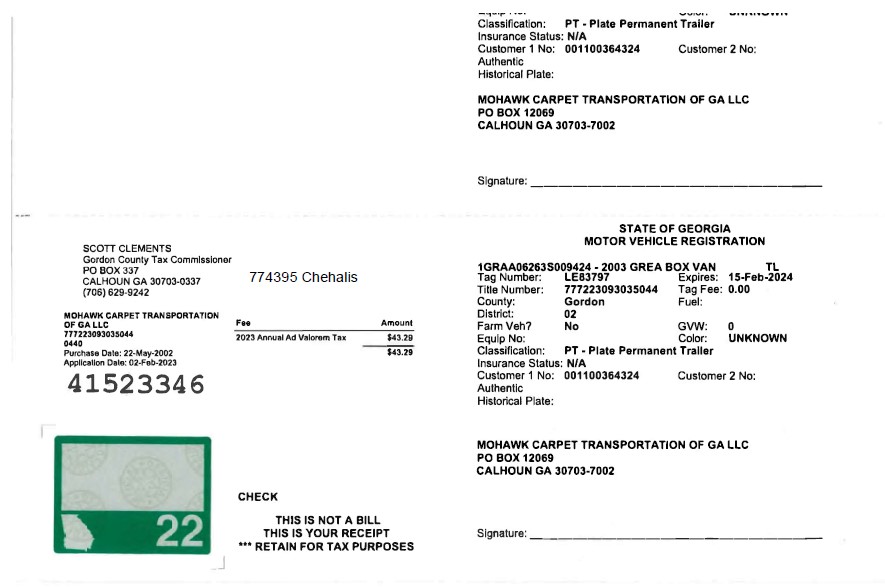 Classification: PT - Plate Permanent Trailer
Insurance Status: N/A
Customer 1 No: 001100364324 Customer 2 No:
Authentic
Historical Plate:
MOHAWK CARPET TRANSPORTATION OF GA LLC
PO BOX 12069
CALHOUN GA 30703-7002
Signature:
SCOTT CLEMENTS
Gordon County Tax Commissioner
PO BOX 337
CALHOUN GA 30703-0337
(706) 629-9242
774395 Chehalis
MOHAWK CARPET TRANSPORTATION
OF GA LLC
777223093035044
0440
Purchase Date: 22-May-2002
Application Date: 02-Feb-2023
41523346
Fee Amount
2023 Annual Ad Valorem Tax $43.29
$43.29
22
CHECK
THIS IS NOT A BILL
THIS IS YOUR RECEIPT
*** RETAIN FOR TAX PURPOSES
STATE OF GEORGIA
MOTOR VEHICLE REGISTRATION
1GRAA06263S009424 - 2003 GREA BOX VAN TL
Tag Number: LE83797 Expires: 15-Feb-2024
Title Number: 777223093035044 Tag Fee: 0.00
County: Gordon Fuel:
District: 02
Farm Veh? No GVW: 0
Equip No: Color: UNKNOWN
Classification: PT - Plate Permanent Trailer
Insurance Status: N/A
Customer 1 No: 001100364324 Customer 2 No:
Authentic
Historical Plate:
MOHAWK CARPET TRANSPORTATION OF GA LLC
PO BOX 12069
CALHOUN GA 30703-7002
Signature: